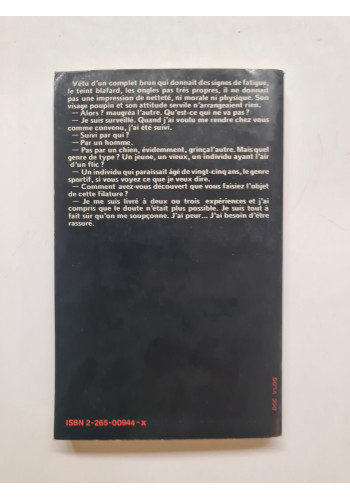 Vêtu d'un complet brun qui donnait des signes de fatigue,
le teint blafard, les ongles pas très propres, il ne donnait
pas une impression de netteté, ni morale ni physique. Son
visage poupin et son attitude servile n'arrangeaient rien.
— Alors ? maugréa l'autre. Qu'est-ce qui ne va pas ?
— Je suis surveillé. Quand j'ai voulu me rendre chez vous
comme convenu, j'ai été suivi.
— Suivi par qui ?
— Par un homme.
— Pas par un chien, évidemment, grinça l'autre. Mais quel
genre de type ? Un jeune, un vieux, un individu ayant l'air
d'un flic ?
— Un individu qui paraissait âgé de vingt-cinq ans, le genre
sportif, si vous voyez ce que je veux dire.
— Comment avez-vous découvert que vous faisiez l'objet
de cette filature ?
— Je me suis livré à deux ou trois expériences et j'ai
compris que le doute n'était plus possible. Je suis tout à
fait sûr qu'on me soupçonne. J'ai peur... J'ai besoin d'être
rassuré.
ISBN 2-265-00944-x